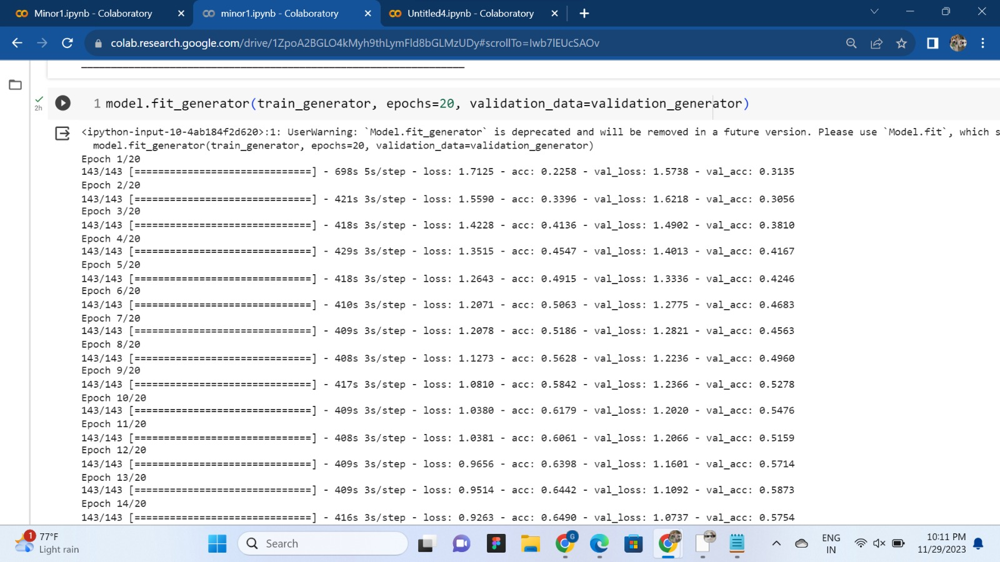 Minor1.ipynb - Colaboratory
minor1.ipynb - Colaboratory
Untitled4.ipynb - Colaboratory
colab.research.google.com/drive/1ZpoA2BGLO4kMyh9thLymFld8bGLMzUDy#scrollTo=Iwb7lEUcSAOv
2h
1 model.fit_generator(train_generator, epochs=20, validation_data=validation_generator)
<ipython-input-10-4ab184f2d620>:1: UserWarning: `Model.fit_generator` is deprecated and will be removed in a future version. Please use `Model.fit`, which s
model.fit_generator(train_generator, epochs=20, validation_data=validation_generator)
Epoch 1/20
143/143 [==============================] - 698s 5s/step - loss: 1.7125 - acc: 0.2258 - val_loss: 1.5738 - val_acc: 0.3135
Epoch 2/20
143/143 [==============================] - 421s 3s/step - loss: 1.5590 - acc: 0.3396 - val_loss: 1.6218 - val_acc: 0.3056
Epoch 3/20
143/143 [==============================] - 418s 3s/step - loss: 1.4228 - acc: 0.4136 - val_loss: 1.4902 - val_acc: 0.3810
Epoch 4/20
143/143 [==============================] - 429s 3s/step - loss: 1.3515 - acc: 0.4547 - val_loss: 1.4013 - val_acc: 0.4167
Epoch 5/20
143/143 [==============================] - 418s 3s/step - loss: 1.2643 - acc: 0.4915 - val_loss: 1.3336 - val_acc: 0.4246
Epoch 6/20
143/143 [==============================] - 410s 3s/step - loss: 1.2071 - acc: 0.5063 - val_loss: 1.2775 - val_acc: 0.4683
Epoch 7/20
143/143 [==============================] - 409s 3s/step - loss: 1.2078 - acc: 0.5186 - val_loss: 1.2821 - val_acc: 0.4563
Epoch 8/20
143/143 [==============================] - 408s 3s/step - loss: 1.1273 - acc: 0.5628 - val_loss: 1.2236 - val_acc: 0.4960
Epoch 9/20
143/143 [==============================] - 417s 3s/step - loss: 1.0810 - acc: 0.5842 - val_loss: 1.2366 - val_acc: 0.5278
Epoch 10/20
143/143 [==============================] - 409s 3s/step - loss: 1.0380 - acc: 0.6179 - val_loss: 1.2020 - val_acc: 0.5476
Epoch 11/20
143/143 [==============================] - 408s 3s/step - loss: 1.0381 - acc: 0.6061 - val_loss: 1.2066 - val_acc: 0.5159
Epoch 12/20
143/143 [==============================] - 409s 3s/step - loss: 0.9656 - acc: 0.6398 - val_loss: 1.1601 - val_acc: 0.5714
Epoch 13/20
143/143 [==============================] - 409s 3s/step - loss: 0.9514 - acc: 0.6442 - val_loss: 1.1092 - val_acc: 0.5873
Epoch 14/20
143/143 [==============================] - 416s 3s/step - loss: 0.9263 - acc: 0.6490 - val_loss: 1.0737 - val_acc: 0.5754
1
77°F
Light rain
Search
G
ENG
IN
10:11 PM
11/29/2023